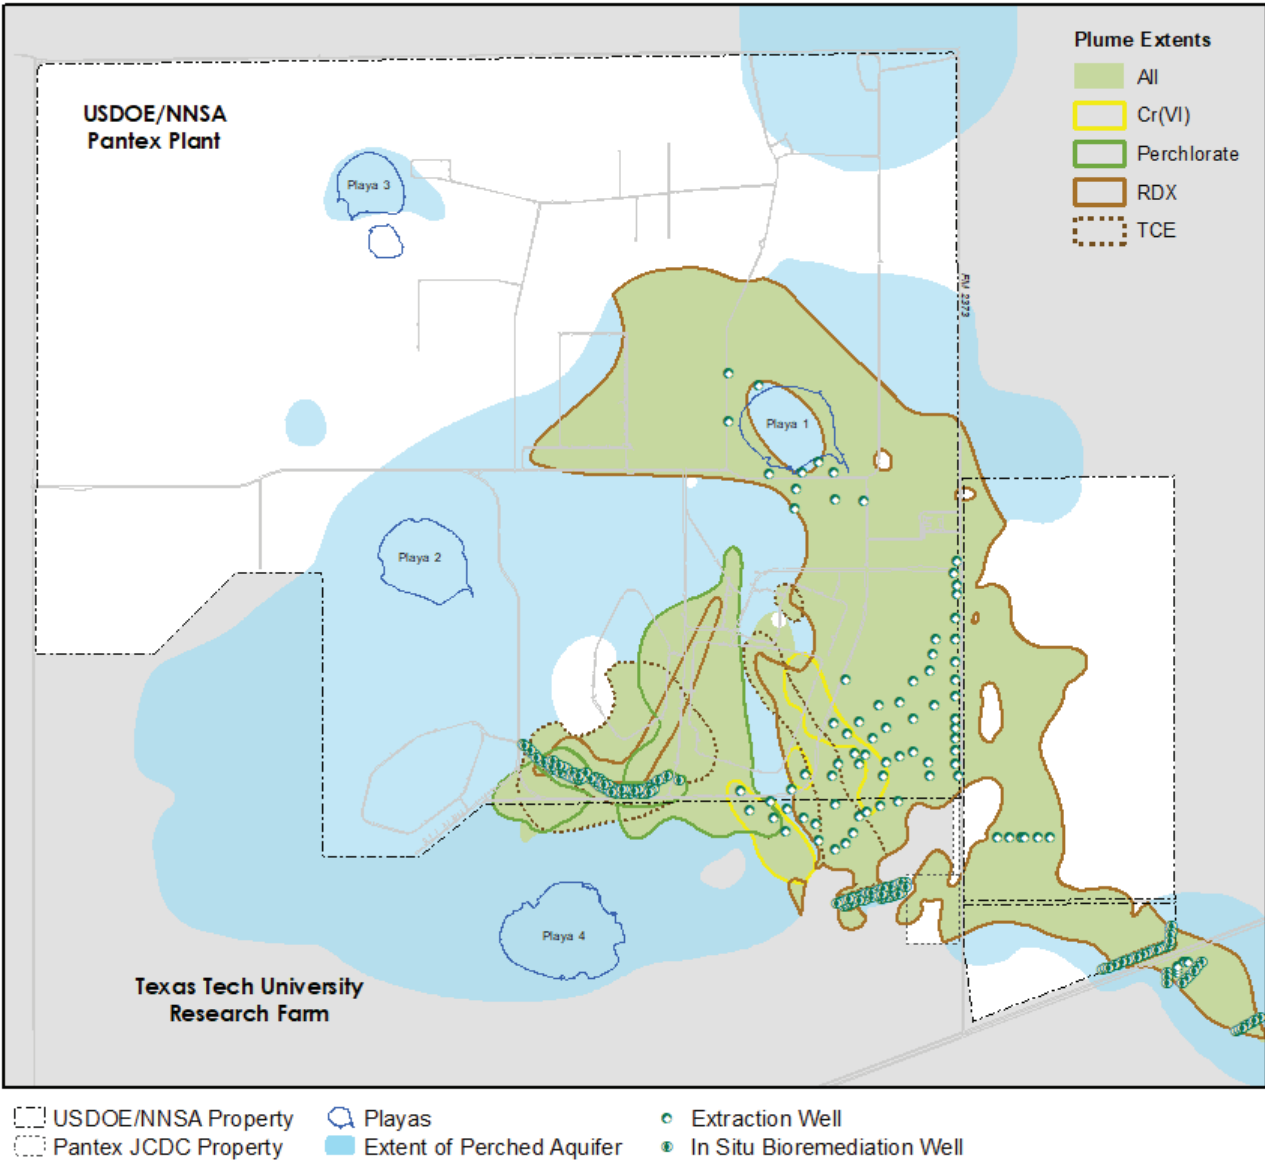 Plume Extents
All
Cr(VI)
Perchlorate
RDX
TCE
USDOE/NNSA
Pantex Plant
Playa 3
FM 2373
Playa 1
Playa 2
Playa 4
Texas Tech University
Research Farm
USDOE/NNSA Property
Playas
Extraction Well
Pantex JCDC Property
Extent of Perched Aquifer
In Situ Bioremediation Well